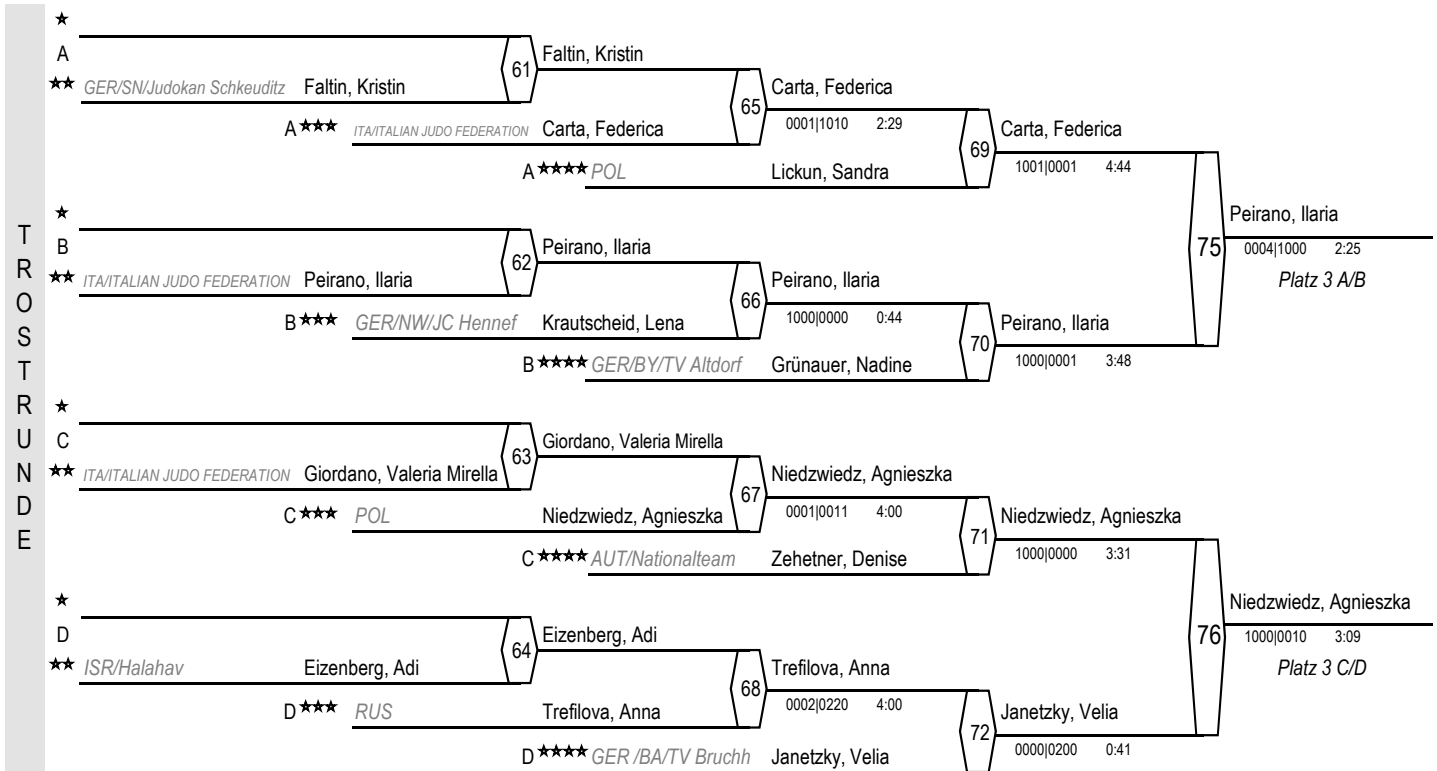 TROSTRUNDE
A
GER/SN/Judokan Schkeuditz Faltin, Kristin
61
Faltin, Kristin
A ITA/ITALIAN JUDO FEDERATION Carta, Federica
65
Carta, Federica
0001|1010 2:29
A POL Lickun, Sandra
69
Carta, Federica
1001|0001 4:44
B
ITA/ITALIAN JUDO FEDERATION Peirano, Ilaria
62
Peirano, Ilaria
B GER/NW/JC Hennef Krautscheid, Lena
66
Peirano, Ilaria
1000|0000 0:44
B GER/BY/TV Altdorf Grünauer, Nadine
70
Peirano, Ilaria
1000|0001 3:48
75
Peirano, Ilaria
0004|1000 2:25
Platz 3 A/B
C
ITA/ITALIAN JUDO FEDERATION Giordano, Valeria Mirella
63
Giordano, Valeria Mirella
C POL Niedzwiedz, Agnieszka
67
Niedzwiedz, Agnieszka
0001|0011 4:00
C AUT/Nationalteam Zehetner, Denise
71
Niedzwiedz, Agnieszka
1000|0000 3:31
D
ISR/Halahav Eizenberg, Adi
64
Eizenberg, Adi
D RUS Trefilova, Anna
68
Trefilova, Anna
0002|0220 4:00
D GER /BA/TV Bruchh Janetzky, Velia
72
Janetzky, Velia
0000|0200 0:41
76
Niedzwiedz, Agnieszka
1000|0010 3:09
Platz 3 C/D